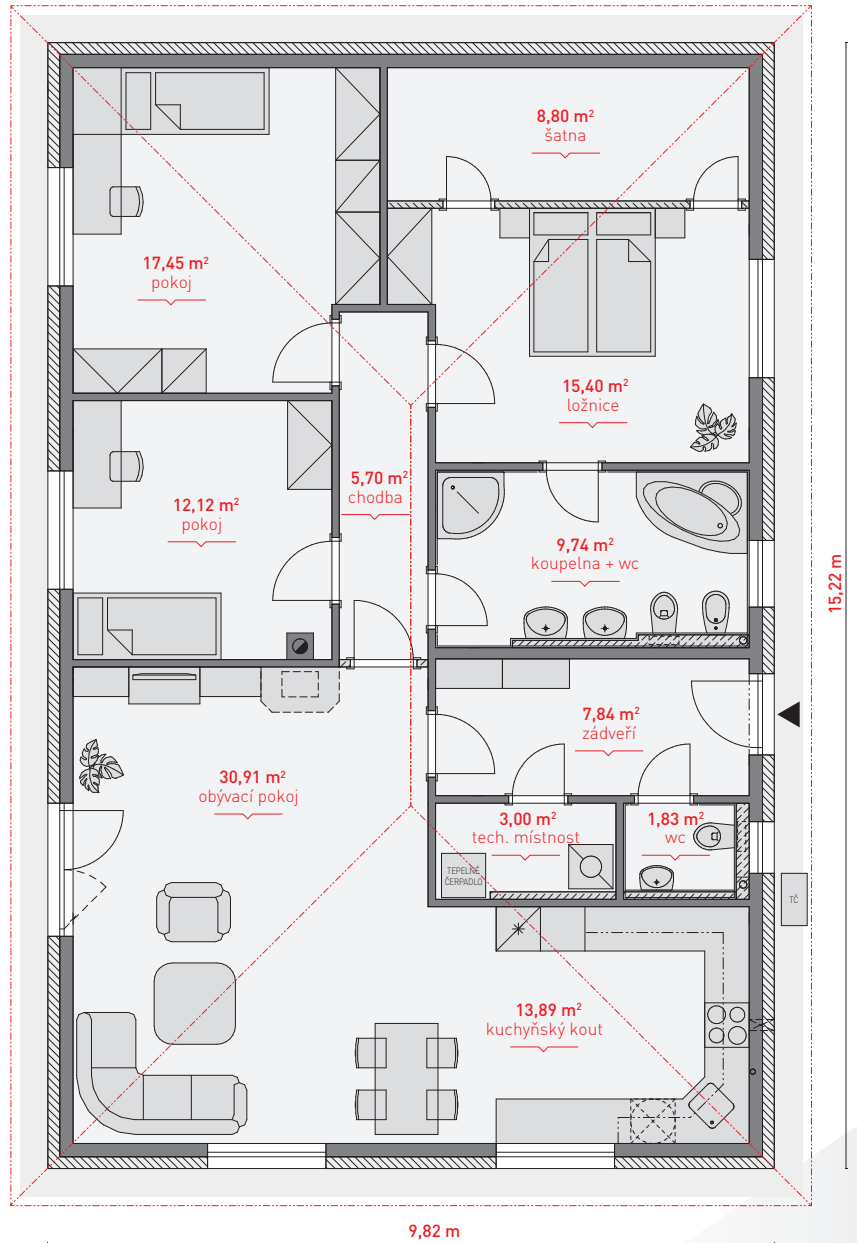 8,80 m²
šatna
17,45 m²
pokoj
15,40 m²
ložnice
5,70 m²
chodba
12,12 m²
pokoj
9,74 m²
koupelna + wc
15,22 m
7,84 m²
zádveří
30,91 m²
obývací pokoj
3,00 m²
tech. místnost
1,83 m²
wc
TEPELNÉ
ČERPADLO
TČ
13,89 m²
kuchyňský kout
9,82 m